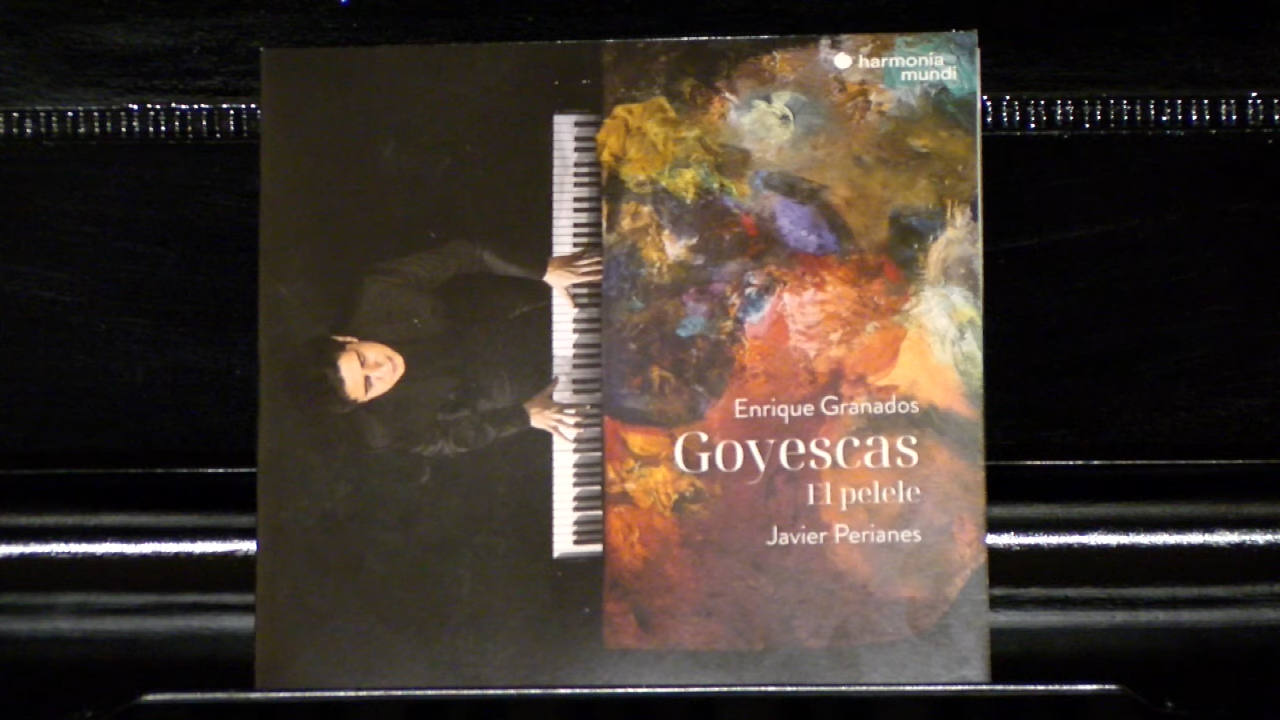 harmonia
mundi
Enrique Granados
Goyescas
El pelele
Javier Perianes